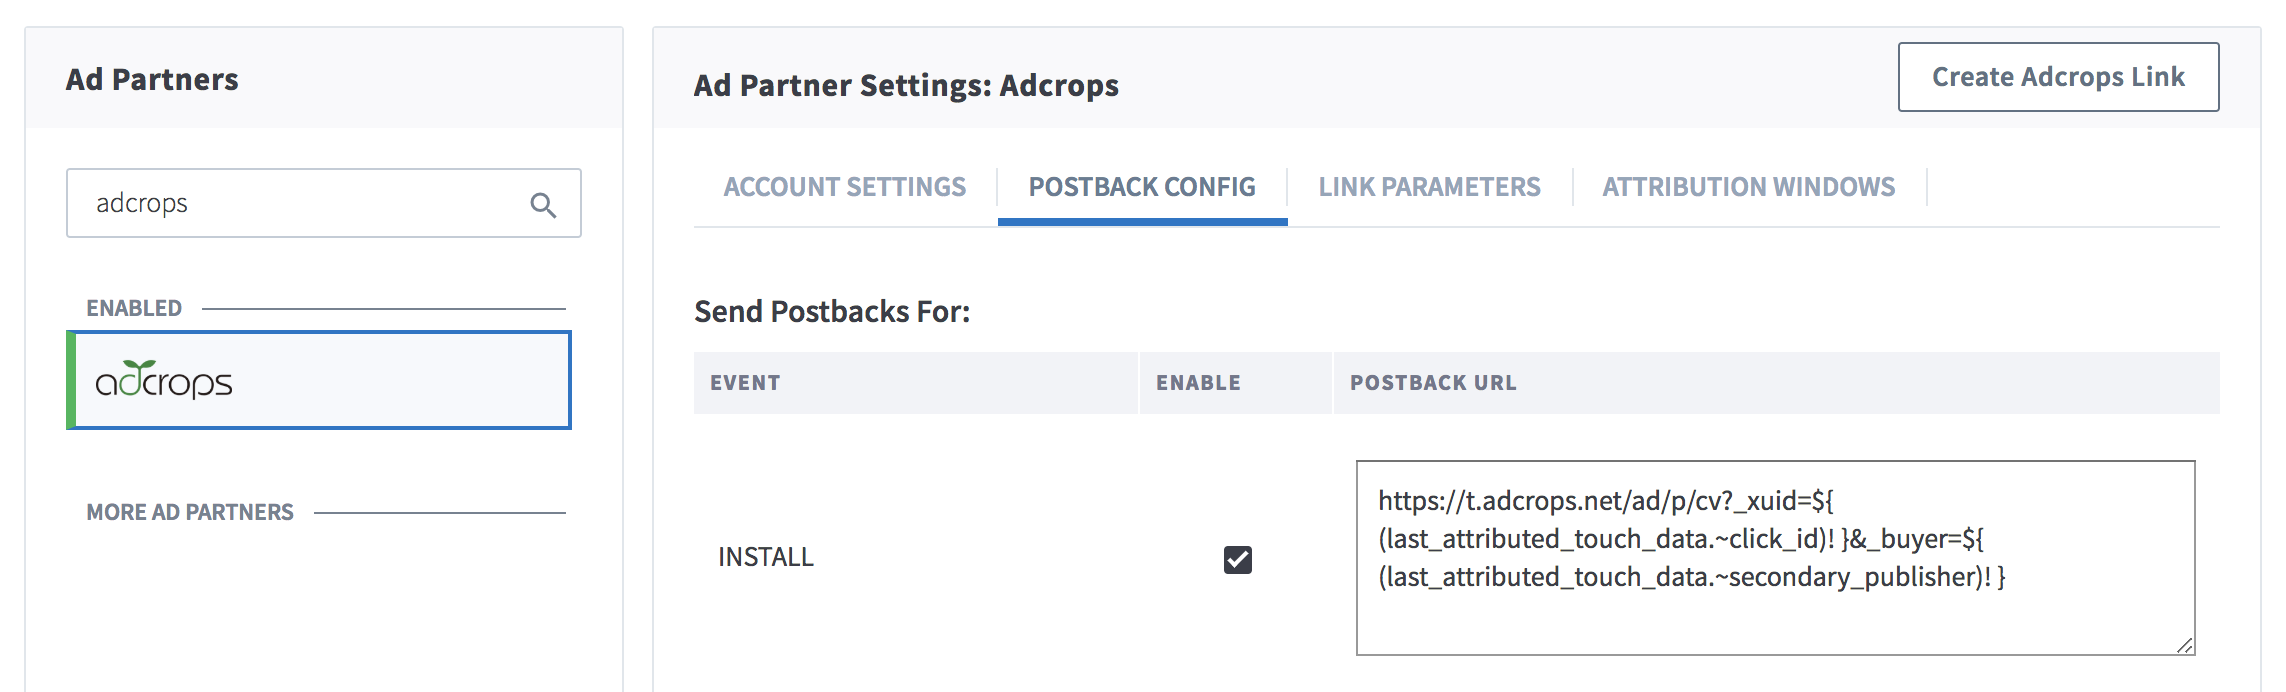 Ad Partners
adcrops
ENABLED
adcrops
MORE AD PARTNERS
Ad Partner Settings: Adcrops
Create Adcrops Link
ACCOUNT SETTINGS
POSTBACK CONFIG
LINK PARAMETERS
ATTRIBUTION WINDOWS
Send Postbacks For:
EVENT
ENABLE
POSTBACK URL
INSTALL
https://t.adcrops.net/ad/p/cv?_xuid=${
(last_attributed_touch_data.~click_id)! }&_buyer=${
(last_attributed_touch_data.~secondary_publisher)! }